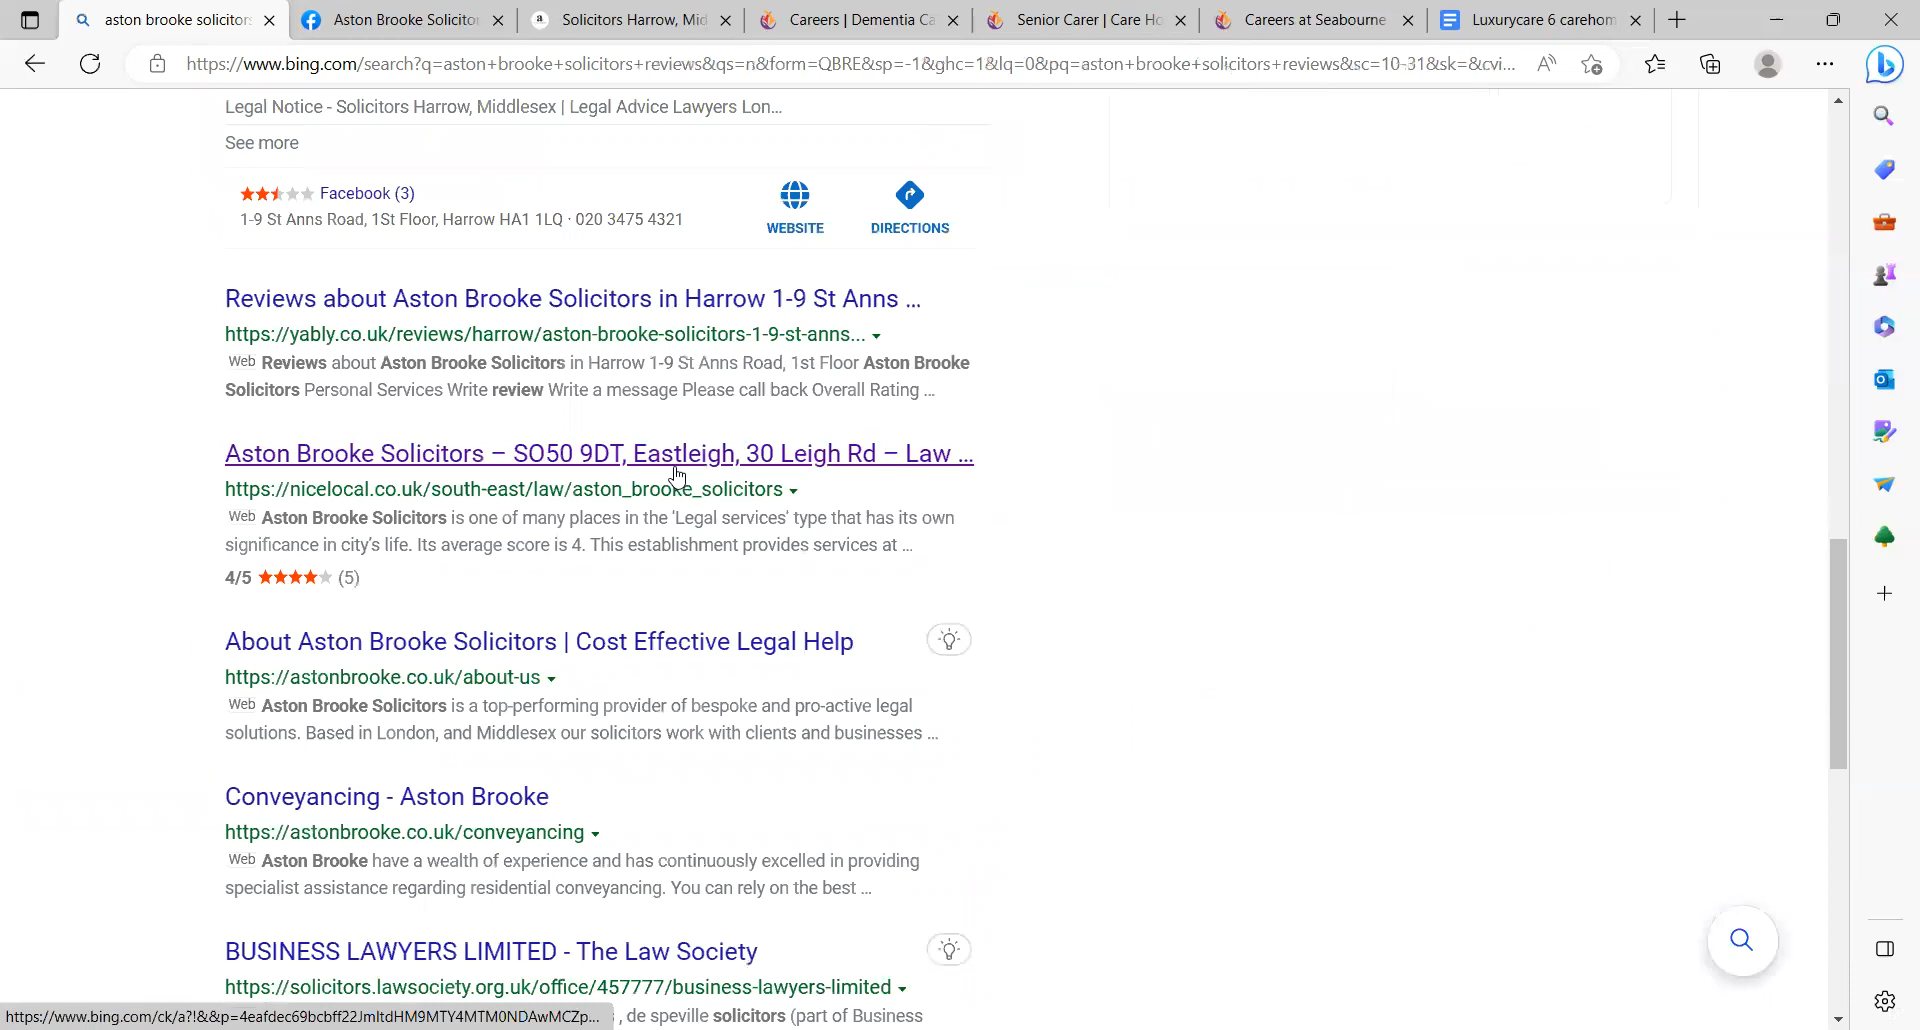 aston brooke solicitors
Aston Brooke Solicito
Solicitors Harrow, Mid
Careers | Dementia Ca
Senior Carer | Care Ho
Careers at Seabourne
Luxurycare 6 carehom
https://www.bing.com/search?q=aston+brooke+solicitors+reviews&qs=n&form=QBRE&sp=-1&ghc=1&lq=0&pq=aston+brooke+solicitors+reviews&sc=10-31&sk=&cvi...
Legal Notice - Solicitors Harrow, Middlesex | Legal Advice Lawyers Lon...
See more
Facebook (3)
1-9 St Anns Road, 1St Floor, Harrow HA1 1LQ · 020 3475 4321
WEBSITE
DIRECTIONS
Reviews about Aston Brooke Solicitors in Harrow 1-9 St Anns ...
https://yably.co.uk/reviews/harrow/aston-brooke-solicitors-1-9-st-anns...
Web Reviews about Aston Brooke Solicitors in Harrow 1-9 St Anns Road, 1st Floor Aston Brooke
Solicitors Personal Services Write review Write a message Please call back Overall Rating ...
Aston Brooke Solicitors – SO50 9DT, Eastleigh, 30 Leigh Rd – Law ...
https://nicelocal.co.uk/south-east/law/aston_brooke_solicitors
Web Aston Brooke Solicitors is one of many places in the 'Legal services' type that has its own
significance in city's life. Its average score is 4. This establishment provides services at ...
4/5 (5)
About Aston Brooke Solicitors | Cost Effective Legal Help
https://astonbrooke.co.uk/about-us
Web Aston Brooke Solicitors is a top-performing provider of bespoke and pro-active legal
solutions. Based in London, and Middlesex our solicitors work with clients and businesses ...
Conveyancing - Aston Brooke
https://astonbrooke.co.uk/conveyancing
Web Aston Brooke have a wealth of experience and has continuously excelled in providing
specialist assistance regarding residential conveyancing. You can rely on the best ...
BUSINESS LAWYERS LIMITED - The Law Society
https://solicitors.lawsociety.org.uk/office/457777/business-lawyers-limited
https://www.bing.com/ck/a?!&&p=4eafdec69bcbff22JmltdHM9MTY4MTM0NDAwMCZp...
, de speville solicitors (part of Business